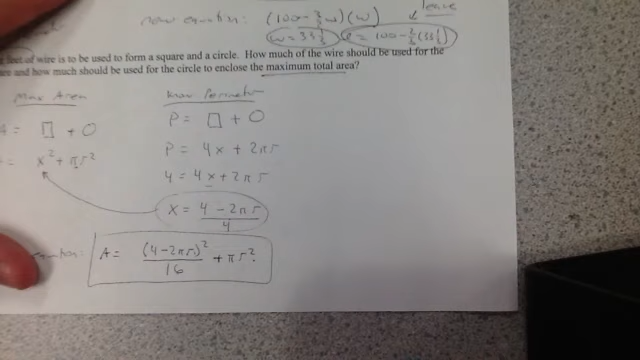 new equation: (100 - 3/2 w)(w)
w = 33 1/3
= 100 - 3/2 (33 1/3)
feet of wire is to be used to form a square and a circle. How much of the wire should be used for the
and how much should be used for the circle to enclose the maximum total area?
Max Area
Know Perimeter
A = □ + O
P = □ + O
= x² + πr²
P = 4x + 2πr
4 = 4x + 2πr
x = (4 - 2πr)/4
A = (4 - 2πr)²/16 + πr²